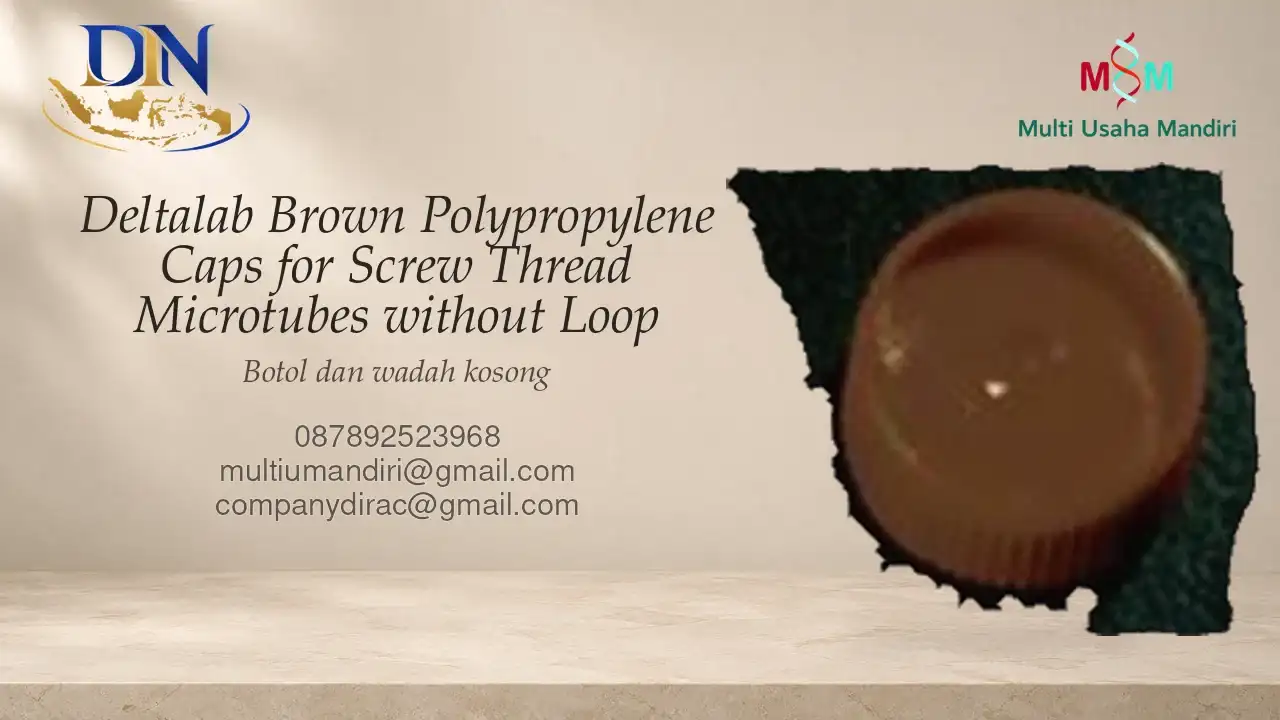 DN
M M
Multi Usaha Mandiri
Deltalab Brown Polypropylene
Caps for Screw Thread
Microtubes without Loop
Botol dan wadah kosong
087892523968
multiumandiri@gmail.com
companydirac@gmail.com